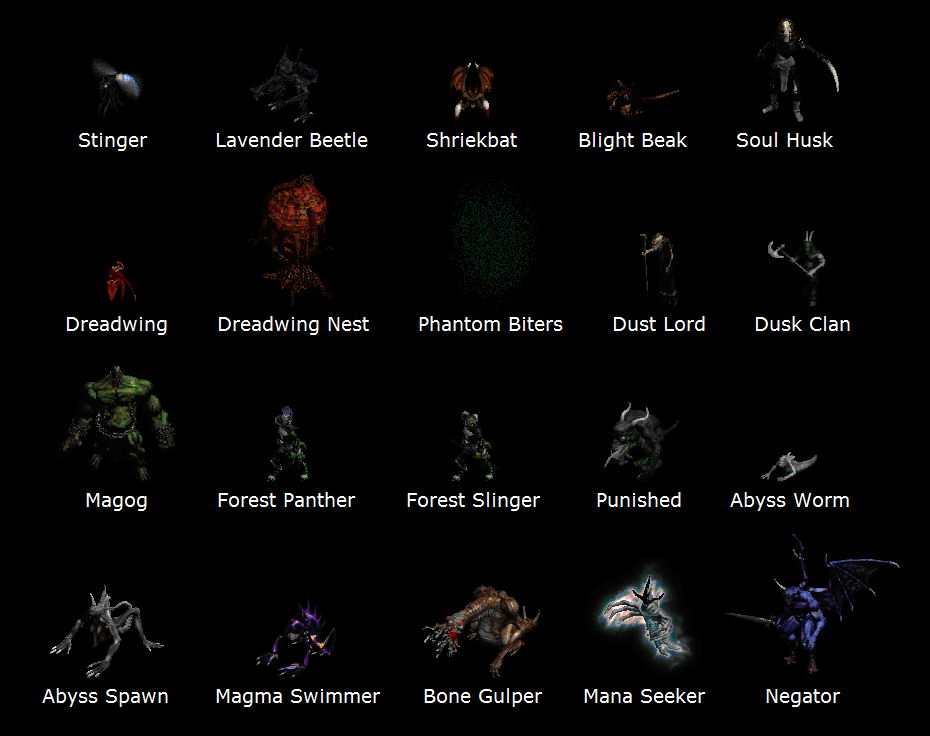 Stinger
Lavender Beetle
Shriekbat
Blight Beak
Soul Husk
Dreadwing
Dreadwing Nest
Phantom Biters
Dust Lord
Dusk Clan
Magog
Forest Panther
Forest Slinger
Punished
Abyss Worm
Abyss Spawn
Magma Swimmer
Bone Gulper
Mana Seeker
Negator